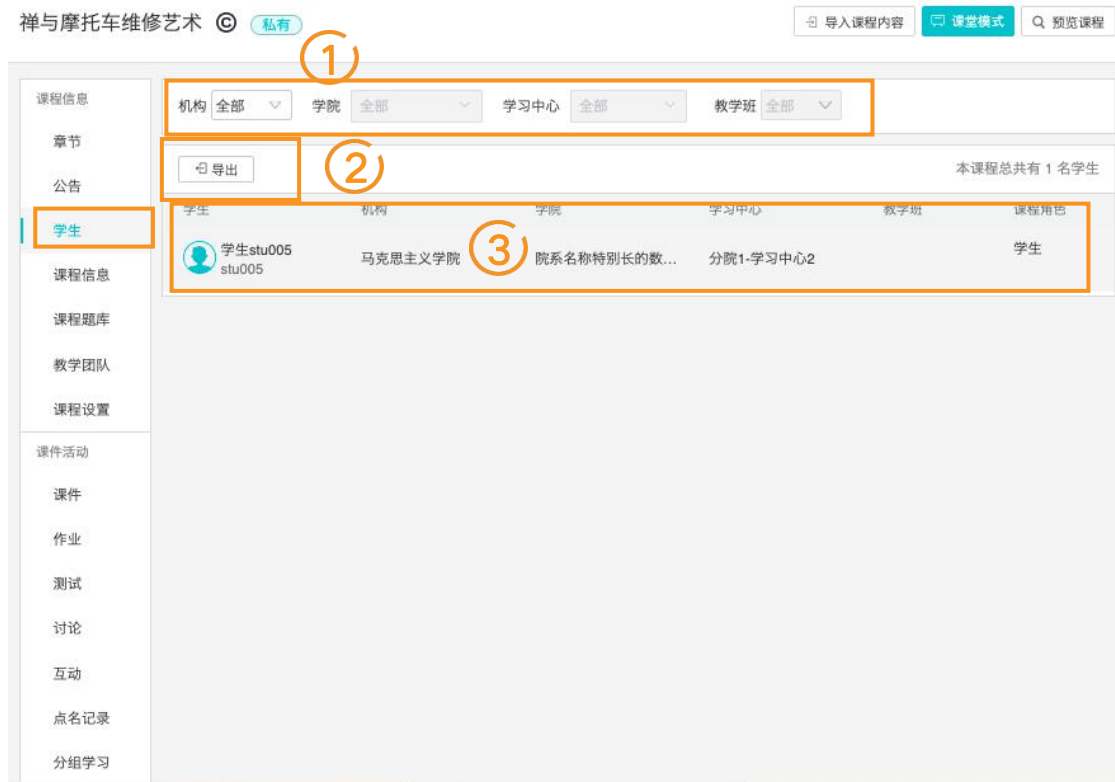 禅与摩托车维修艺术 © 私有
导入课程内容 课堂模式 预览课程
①
课程信息
机构 全部 学院 全部 学习中心 全部 教学班 全部
章节
② 导出 本课程总共有 1 名学生
公告
学生 机构 学院 学习中心 教学班 课程角色
学生
③
学生stu005 马克思主义学院 院系名称特别长的数... 分院1-学习中心2 学生
stu005
课程信息
课程题库
教学团队
课程设置
课件活动
课件
作业
测试
讨论
互动
点名记录
分组学习